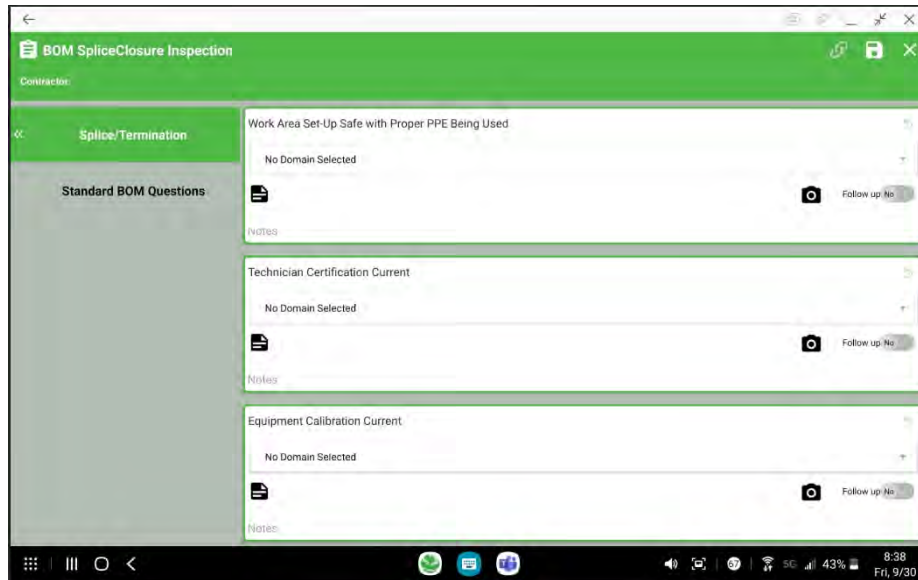 BOM SpliceClosure Inspection
Contractor:
Splice/Termination
Standard BOM Questions
Work Area Set-Up Safe with Proper PPE Being Used
No Domain Selected
Follow up: No
Notes
Technician Certification Current
No Domain Selected
Follow up: No
Notes
Equipment Calibration Current
No Domain Selected
Follow up: No
Notes
67
5G
43%
8:38
Fri, 9/30